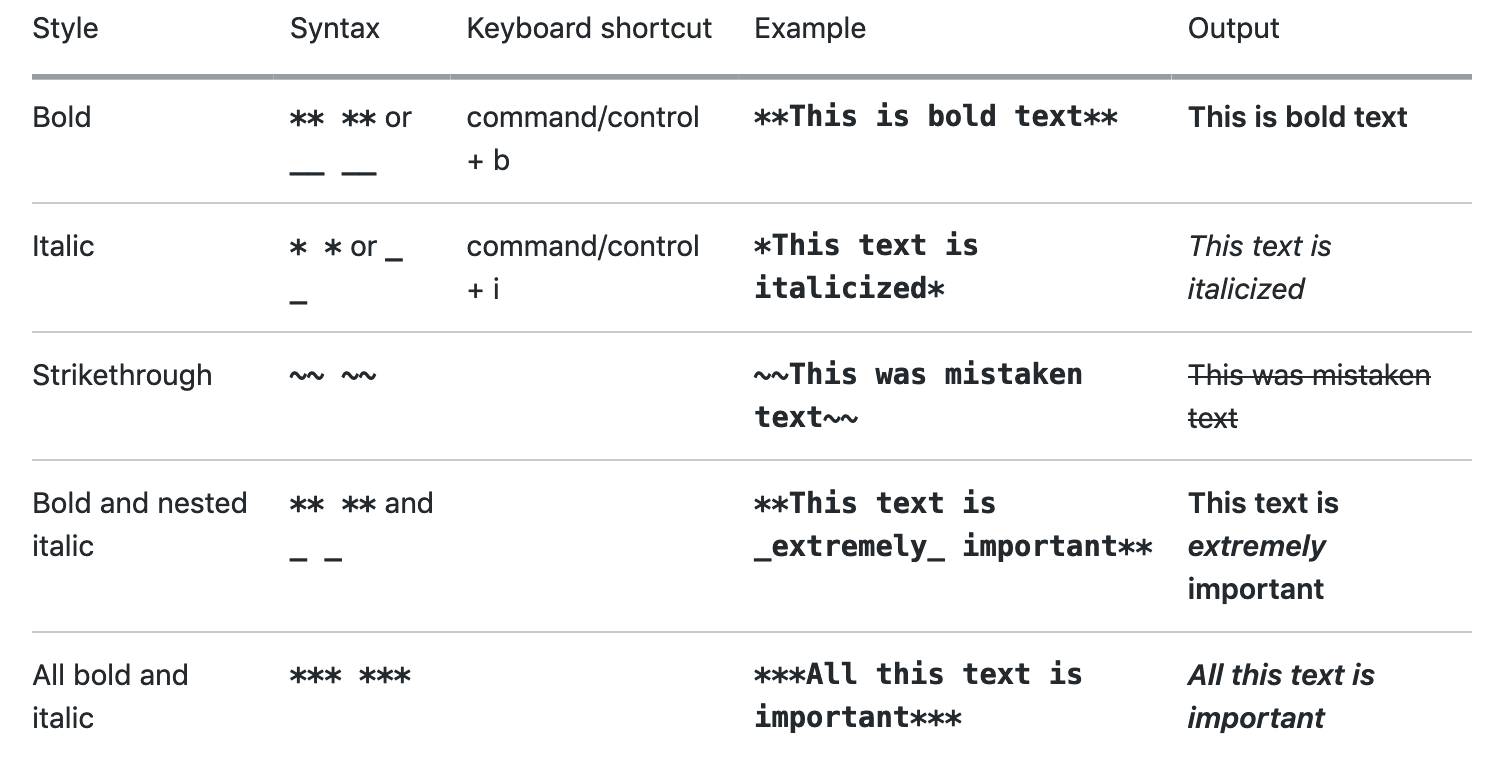 Style Syntax Keyboard shortcut Example Output
Bold ** ** or command/control **This is bold text** This is bold text
__ __ + b
Italic * * or _ command/control *This text is This text is
_ + i italicized* italicized
Strikethrough ~~ ~~ ~~This was mistaken This was mistaken
text~~ text
Bold and nested ** ** and **This text is This text is
italic _ _ _extremely_ important** extremely
important
All bold and *** *** ***All this text is All this text is
italic important*** important